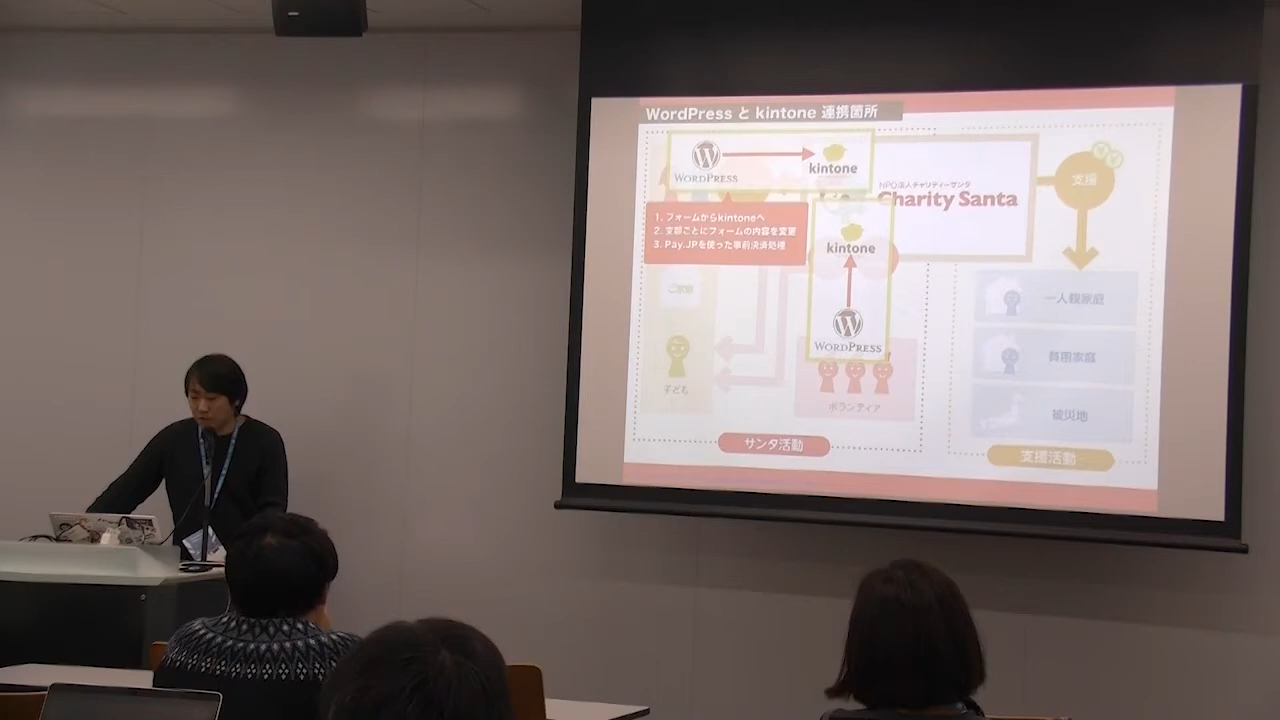 WordPress と kintone 連携箇所
WORDPRESS
kintone
NPO法人チャリティーサンタ
Charity Santa
支援
1. フォームからkintoneへ
2. 支部ごとにフォームの内容を変更
3. Pay.JPを使った事前決済処理
kintone
ご家庭
一人親家庭
WORDPRESS
貧困家庭
子ども
ボランティア
被災地
サンタ活動
支援活動